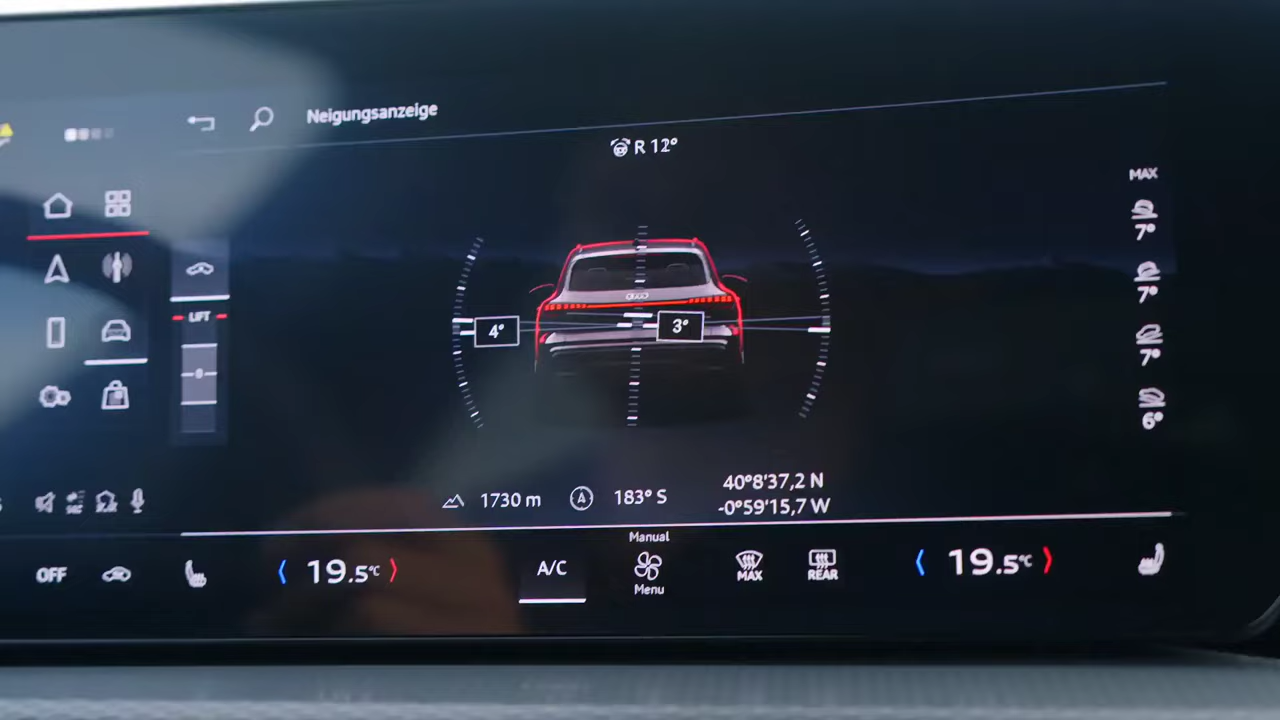 Neigungsanzeige
R 12°
MAX
7°
7°
7°
6°
LIFT
0
4°
3°
1730 m
183° S
40°8'37,2 N
-0°59'15,7 W
Manual
OFF
19.5°C
A/C
Menu
MAX
REAR
19.5°C